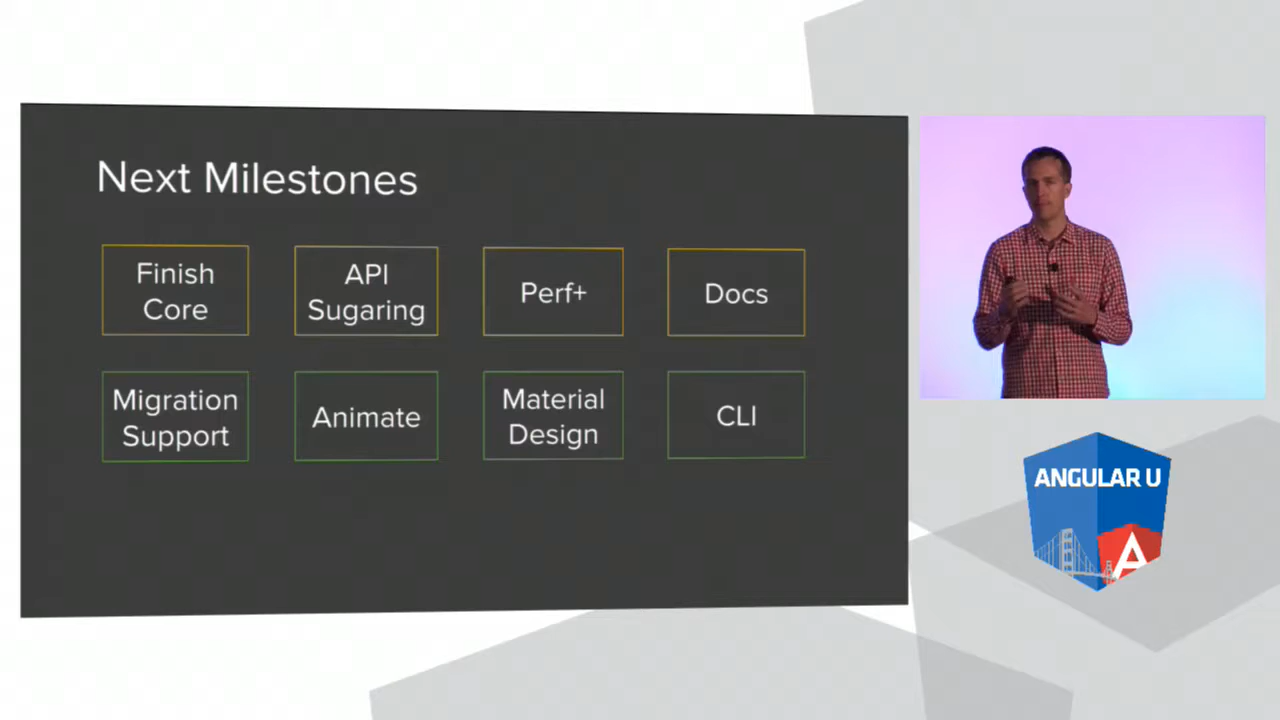 Next Milestones
Finish
Core
API
Sugaring
Perf+
Docs
Migration
Support
Animate
Material
Design
CLI
ANGULAR U
A